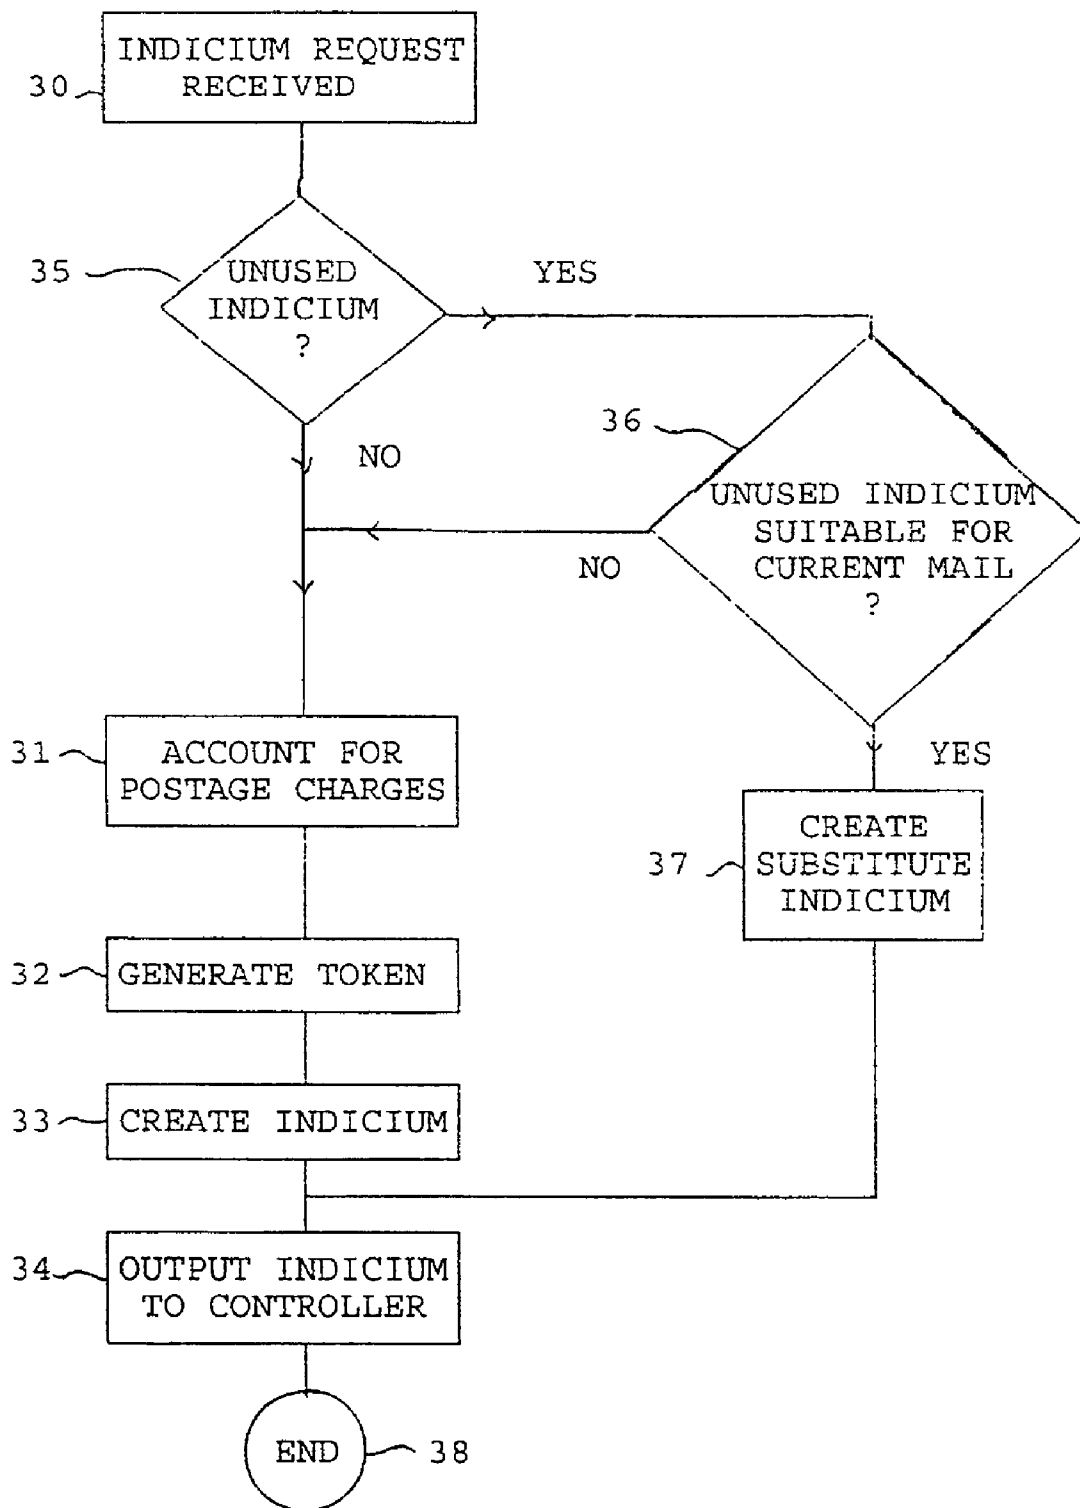 INDICIUM REQUEST
RECEIVED
30
35
UNUSED
INDICIUM
?
YES
NO
36
UNUSED INDICIUM
SUITABLE FOR
CURRENT MAIL
?
NO
YES
31
ACCOUNT FOR
POSTAGE CHARGES
37
CREATE
SUBSTITUTE
INDICIUM
32
GENERATE TOKEN
33
CREATE INDICIUM
34
OUTPUT INDICIUM
TO CONTROLLER
END
38